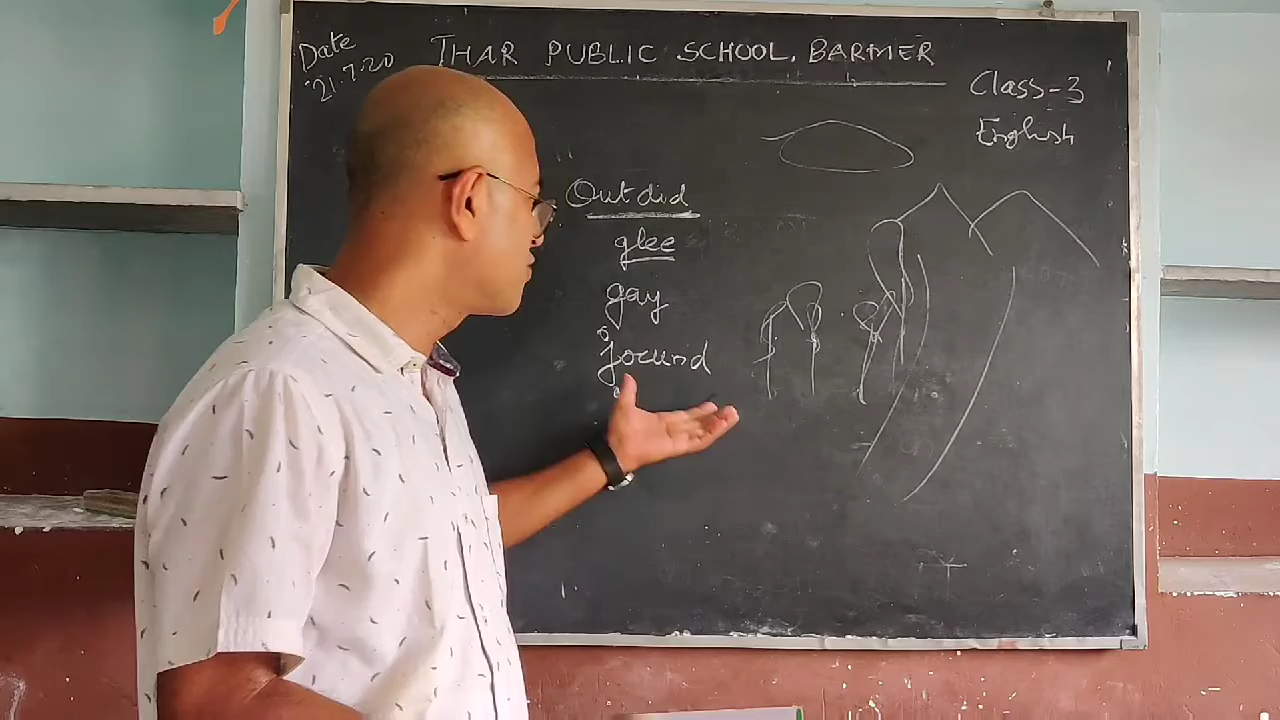 Date
21.7.20
THAR PUBLIC SCHOOL, BARMER
Class-3
English
Outdid
glee
gay
jocund